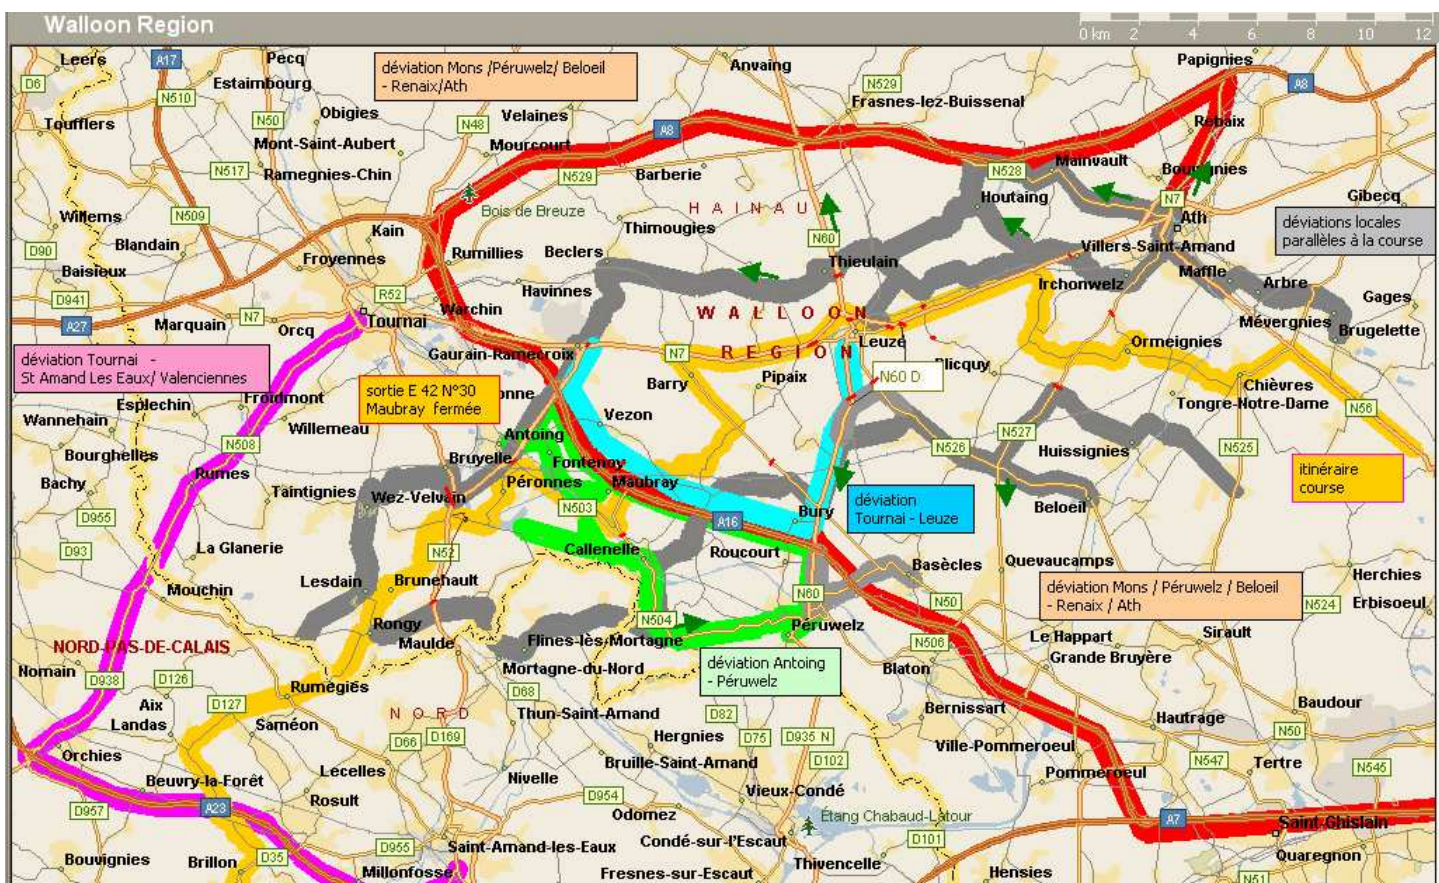 Walloon Region
0 km 2 4 6 8 10 12
Leers
A17
Pecq
déviation Mons /Péruwelz/ Beloeil
- Renaix/Ath
Anvaing
Papignies
A8
D6
Estaimbourg
N510
N529
Frasnes-lez-Buissenal
Toufflers
N50
Obigies
N48
Velaines
A8
Rebaix
Mont-Saint-Aubert
Mourcourt
Mainvault
N517
Ramegnies-Chin
N529
Barberie
N528
Houtaing
Gibecq
Willems
N509
Bois de Breuze
HAINAU
N7
Ath
D90
Blandain
Kain
Thimougies
N60
déviations locales
parallèles à la course
Baisieux
Froyennes
Rumillies
Beclers
Thieulain
Villers-Saint-Amand
Maffle
D941
R52
Havinnes
Irchonwelz
Arbre
Gages
A27
Marquain
N7
Orcq
Tournai
Warchin
WALLOON
Mévergnies
Brugelette
déviation Tournai -
St Amand Les Eaux/ Valenciennes
Gaurain-Ramecroix
N7
REGION
Leuze
Ormeignies
sortie E 42 N°30
Maubray fermée
Barry
Pipaix
N60 D
Chièvres
Esplechin
Froidmont
Vezon
Tongre-Notre-Dame
N56
Wannehain
Willemeau
Antoing
N526
N527
Huissignies
N525
Bourghelles
N508
Bruyelle
Fontenoy
itinéraire
course
Bachy
Rumes
Taintignies
Wez-Velvain
Péronnes
Maubray
déviation
Tournai - Leuze
Beloeil
D955
N503
A16
Bury
D93
La Glanerie
N52
Callenelle
Roucourt
Basècles
Quevaucamps
Herchies
Mouchin
Lesdain
Brunehault
N60
N50
déviation Mons / Péruwelz / Beloeil
- Renaix / Ath
N524
Erbisoeul
NORD-PAS-DE-CALAIS
Rongy
Maulde
N504
Flines-lès-Mortagne
Péruwelz
N506
Le Happart
Sirault
Nomain
D938
D126
Mortagne-du-Nord
déviation Antoing
- Péruwelz
Blaton
Grande Bruyère
Aix
D127
Rumegies
D68
Bernissart
Baudour
Landas
Saméon
NORD
Thun-Saint-Amand
D82
Hautrage
N50
Orchies
D66
D169
Hergnies
D75
D935 N
Ville-Pommeroeul
Beuvry-la-Forêt
Lecelles
Nivelle
Bruille-Saint-Amand
D102
Pommeroeul
N547
Tertre
N545
D957
A23
Rosult
D954
Vieux-Condé
Odomez
Étang Chabaud-Latour
A7
Saint-Ghislain
Bouvignies
Brillon
D35
D955
Saint-Amand-les-Eaux
Condé-sur-l'Escaut
D101
Quaregnon
Millonfosse
Fresnes-sur-Escaut
Thivencelle
Hensies
N51